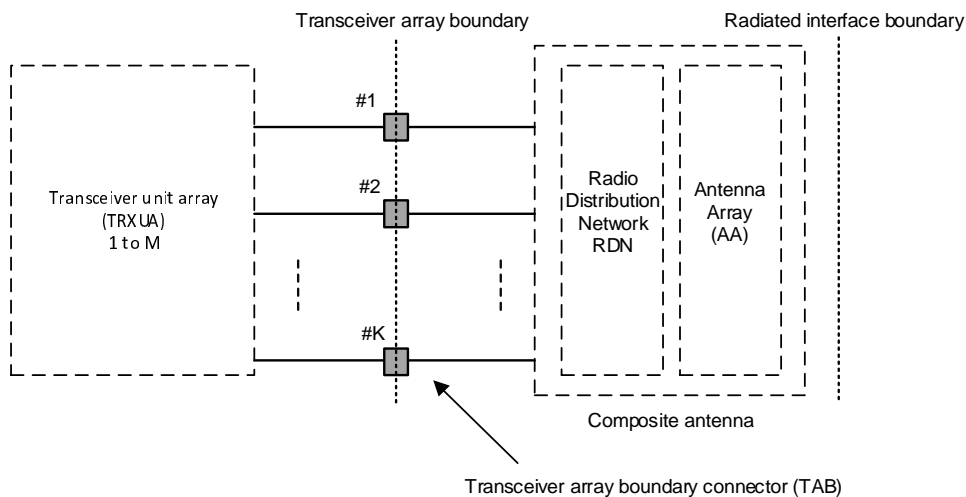 Transceiver array boundary
Radiated interface boundary
#1
#2
#K
Transceiver unit array
(TRXUA)
1 to M
Radio
Distribution
Network
RDN
Antenna
Array
(AA)
Composite antenna
Transceiver array boundary connector (TAB)